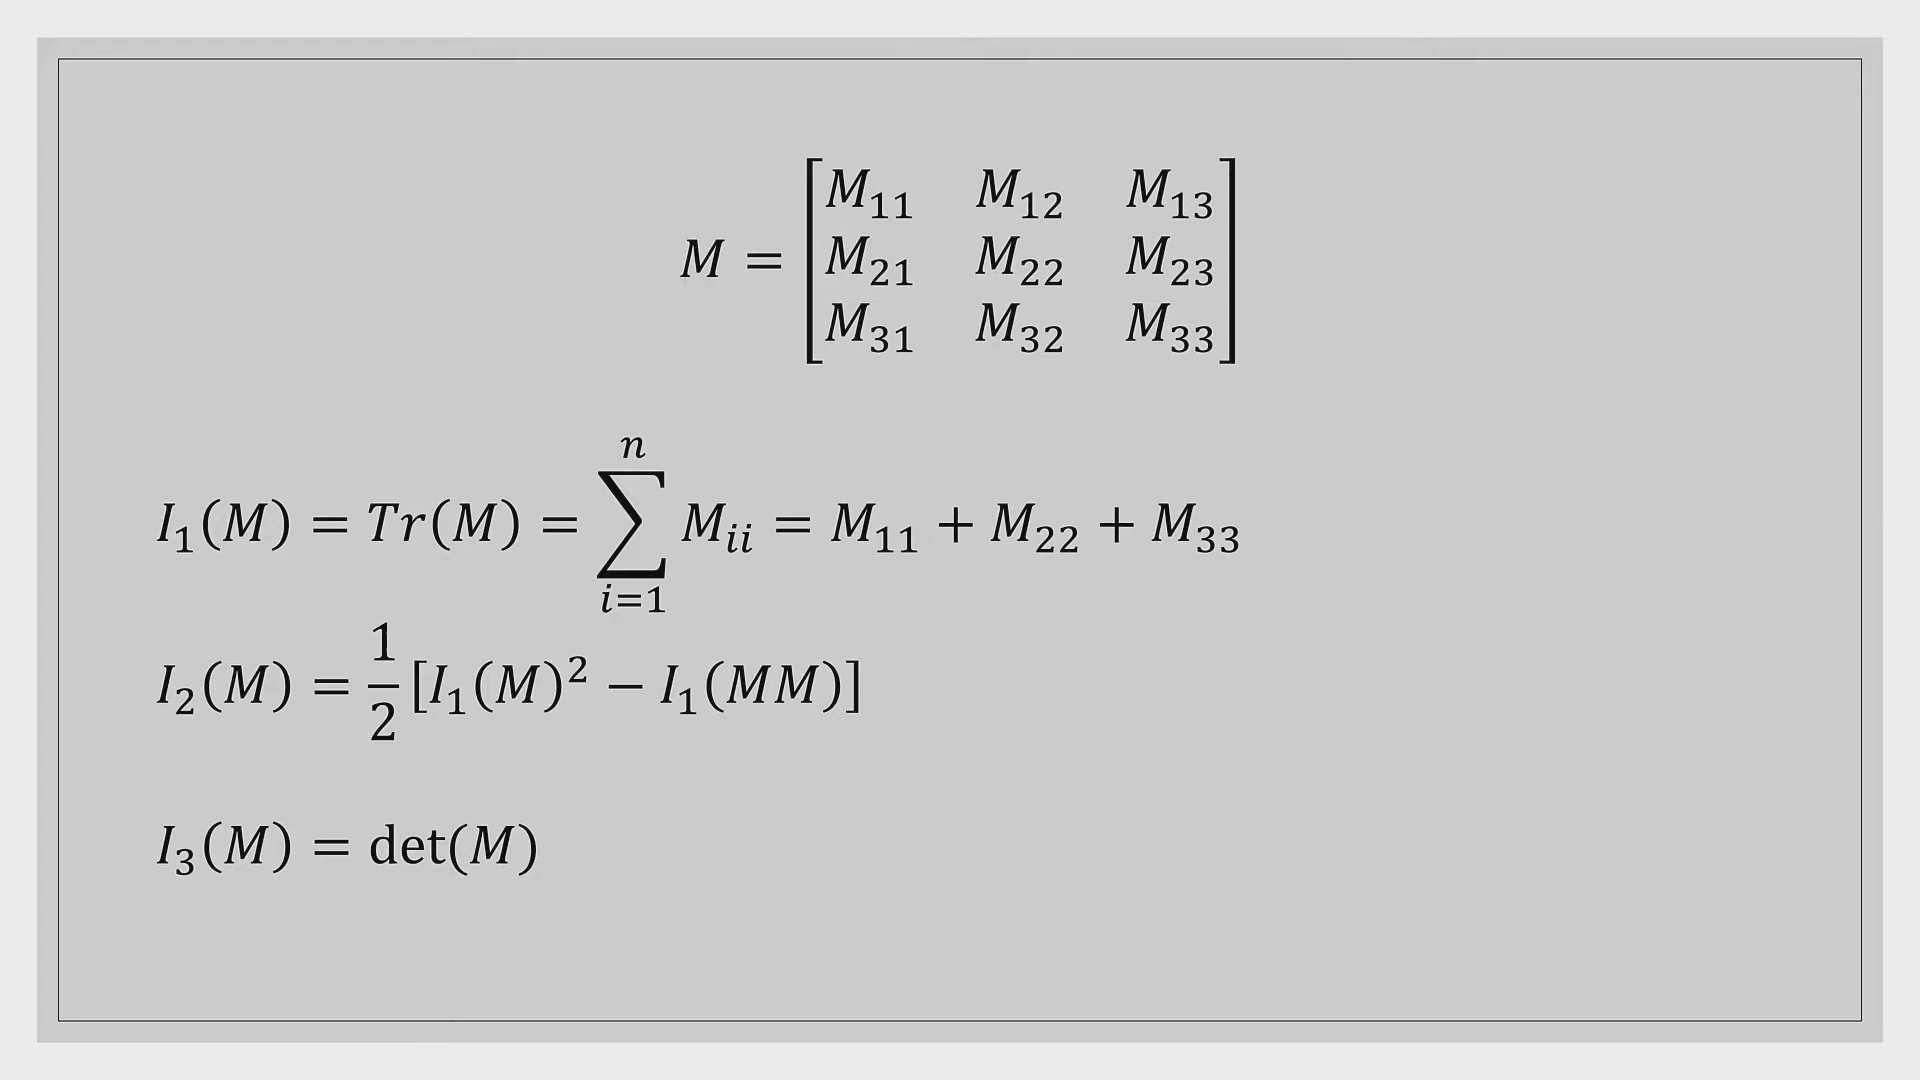 M = [M₁₁ M₁₂ M₁₃
M₂₁ M₂₂ M₂₃
M₃₁ M₃₂ M₃₃]
I₁(M) = Tr(M) = ∑ᵢ₌₁ⁿ Mᵢᵢ = M₁₁ + M₂₂ + M₃₃
I₂(M) = 1/2 [I₁(M)² − I₁(MM)]
I₃(M) = det(M)